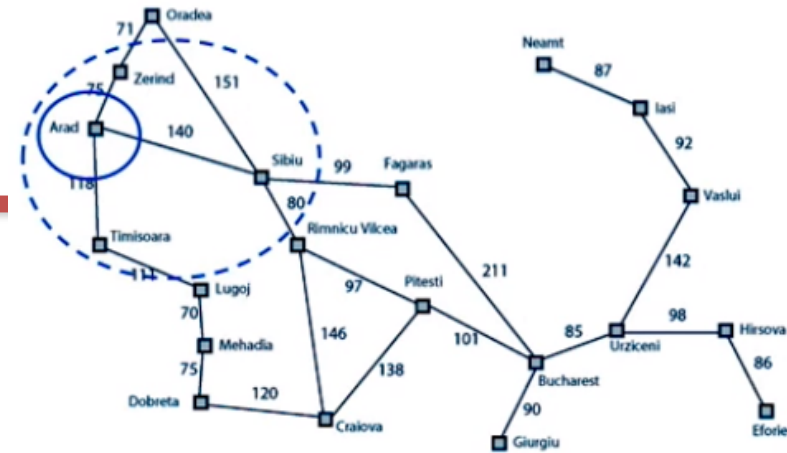 Oradea
71
Neamt
87
Zerind
151
75
Iasi
Arad
140
92
Sibiu
99
Fagaras
118
80
Vaslui
Timisoara
Rimnicu Vilcea
111
142
211
Lugoj
97
Pitesti
70
98
Hirsova
146
101
85
Urziceni
Mehadia
138
86
75
Bucharest
120
90
Dobreta
Craiova
Eforie
Giurgiu